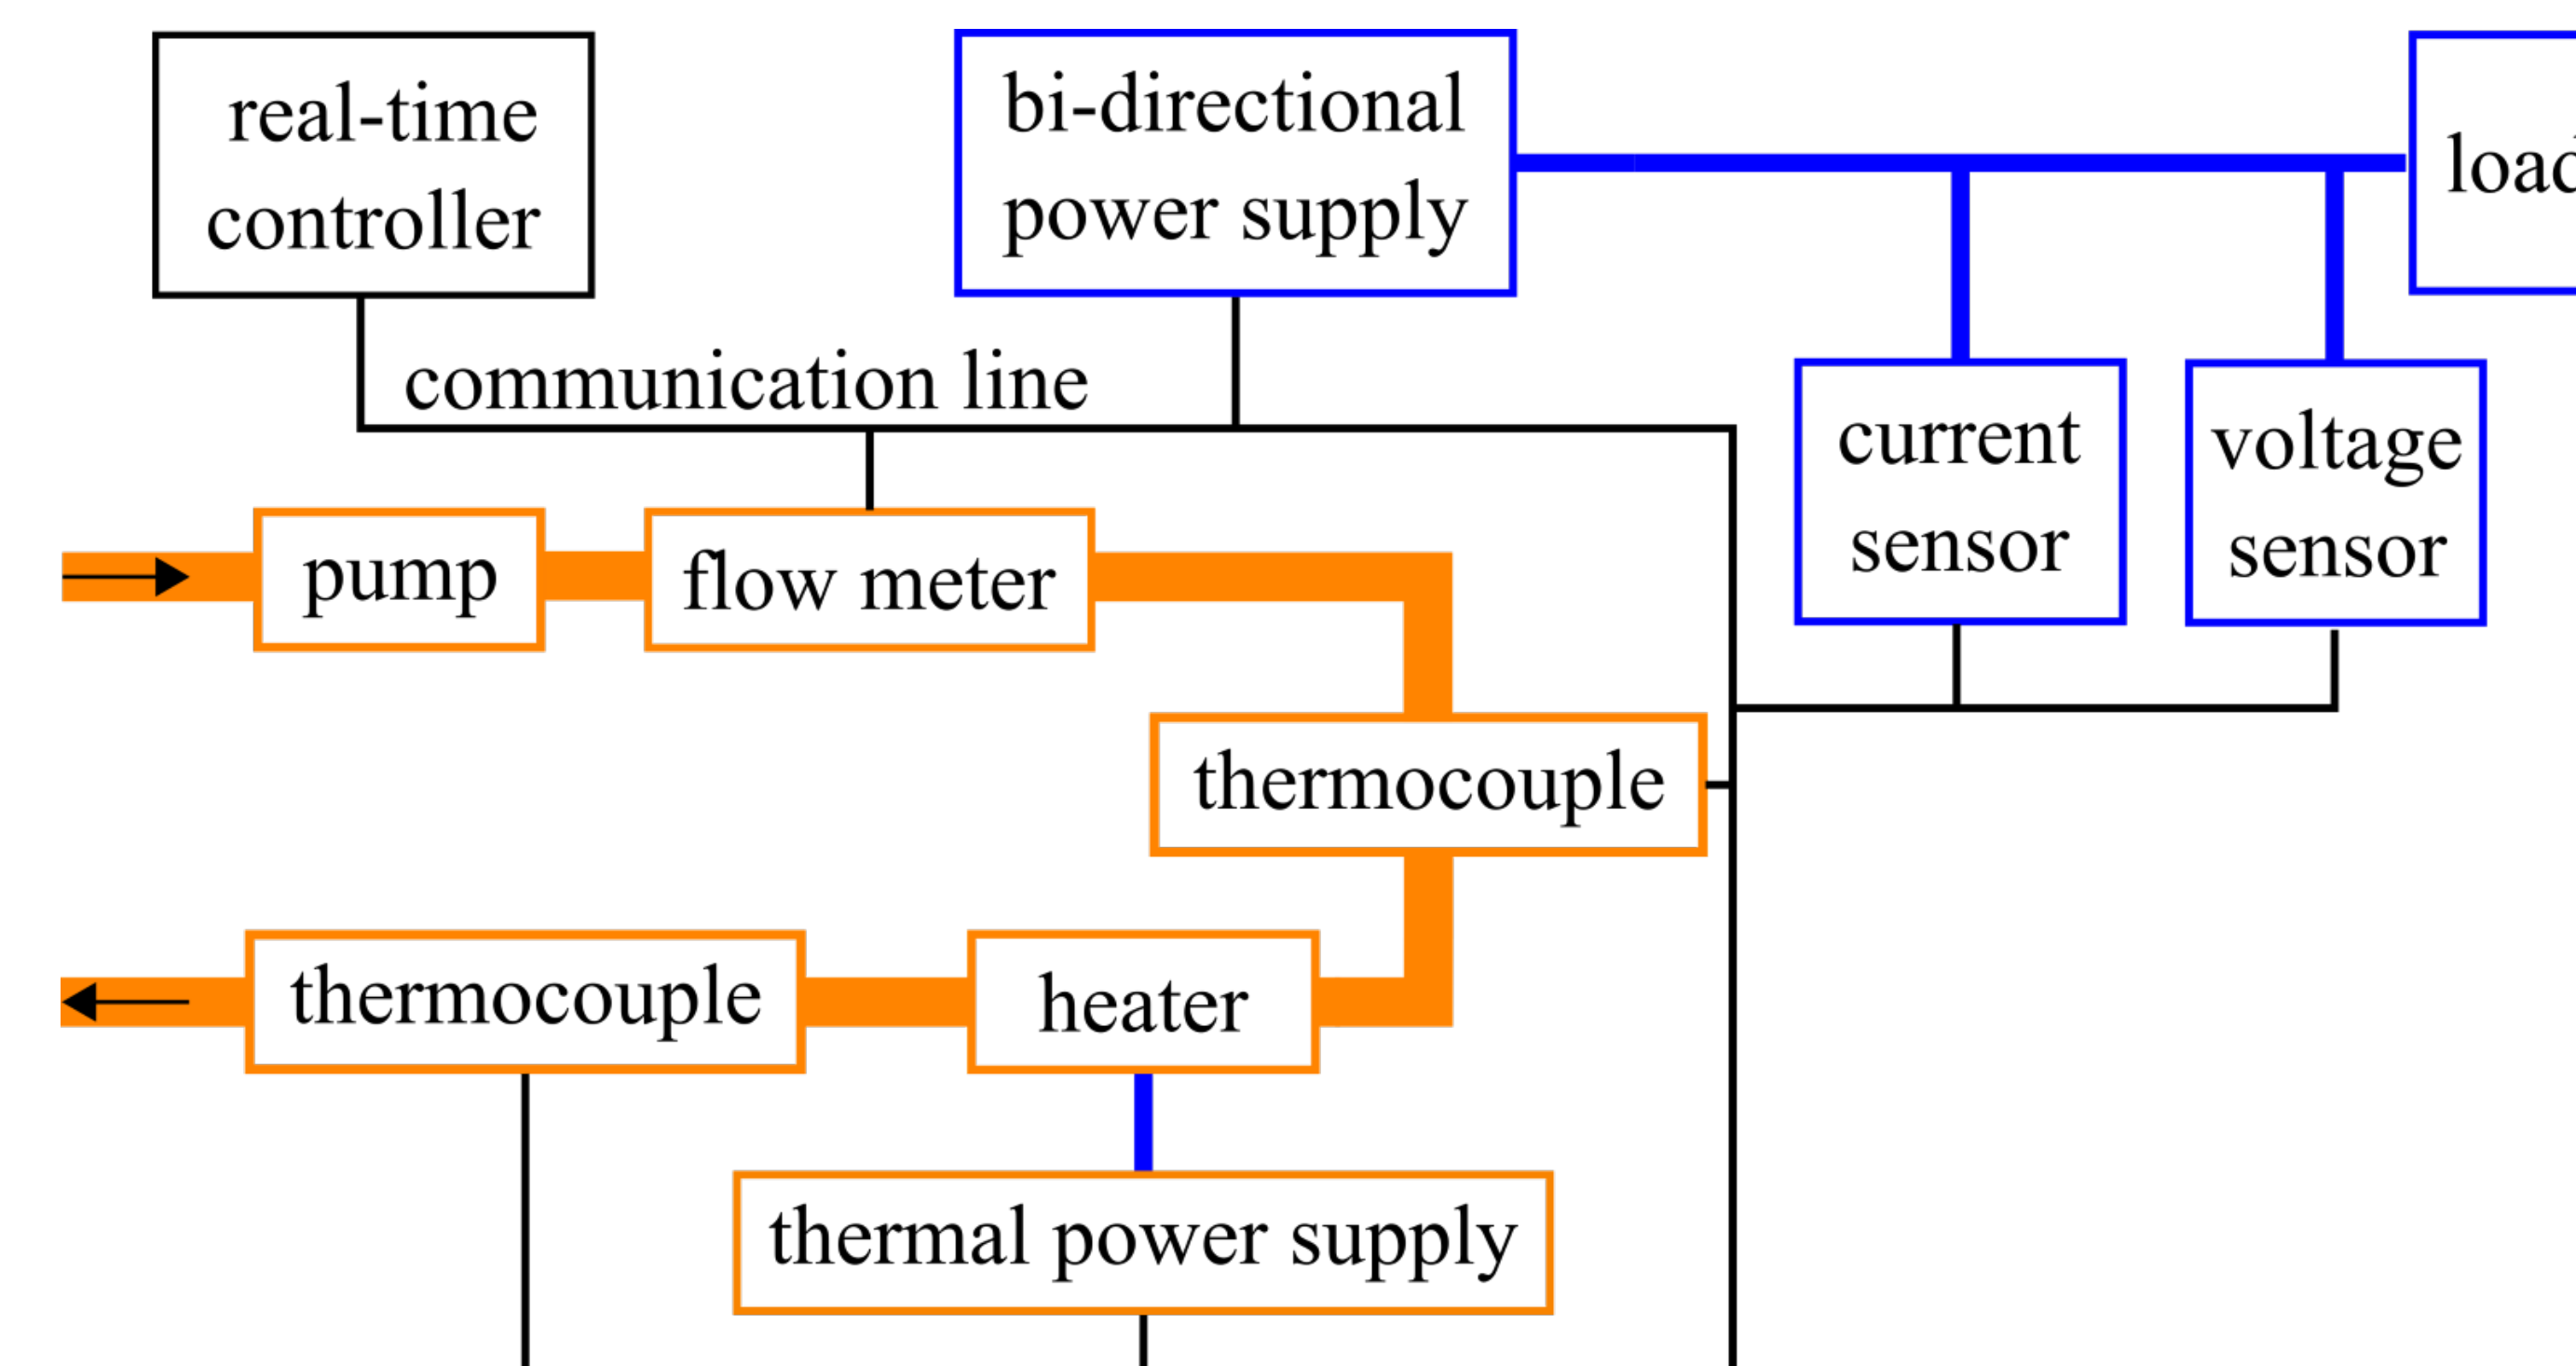 real-time
controller
bi-directional
power supply
communication line
current
sensor
voltage
sensor
pump
flow meter
thermocouple
thermocouple
heater
thermal power supply